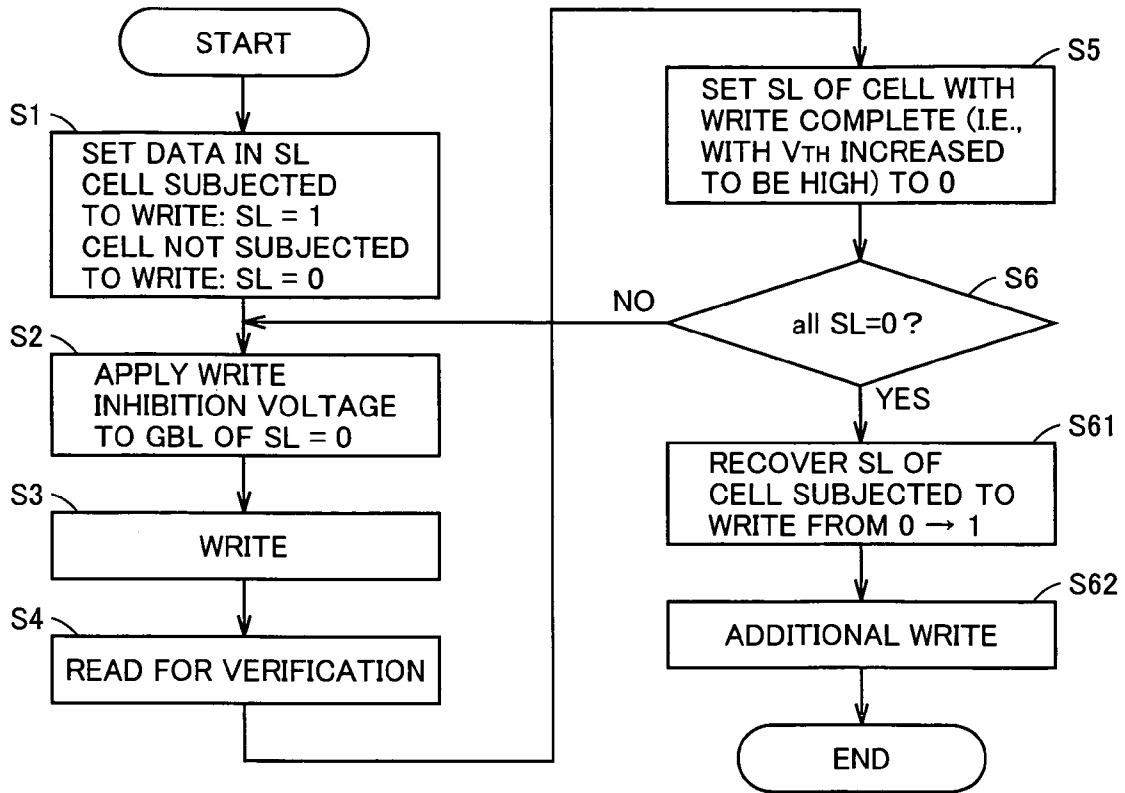 START
S1
SET DATA IN SL
CELL SUBJECTED
TO WRITE: SL = 1
CELL NOT SUBJECTED
TO WRITE: SL = 0
S2
APPLY WRITE
INHIBITION VOLTAGE
TO GBL OF SL = 0
S3
WRITE
S4
READ FOR VERIFICATION
S5
SET SL OF CELL WITH
WRITE COMPLETE (I.E.,
WITH VTH INCREASED
TO BE HIGH) TO 0
S6
all SL=0?
NO
YES
S61
RECOVER SL OF
CELL SUBJECTED TO
WRITE FROM 0 → 1
S62
ADDITIONAL WRITE
END